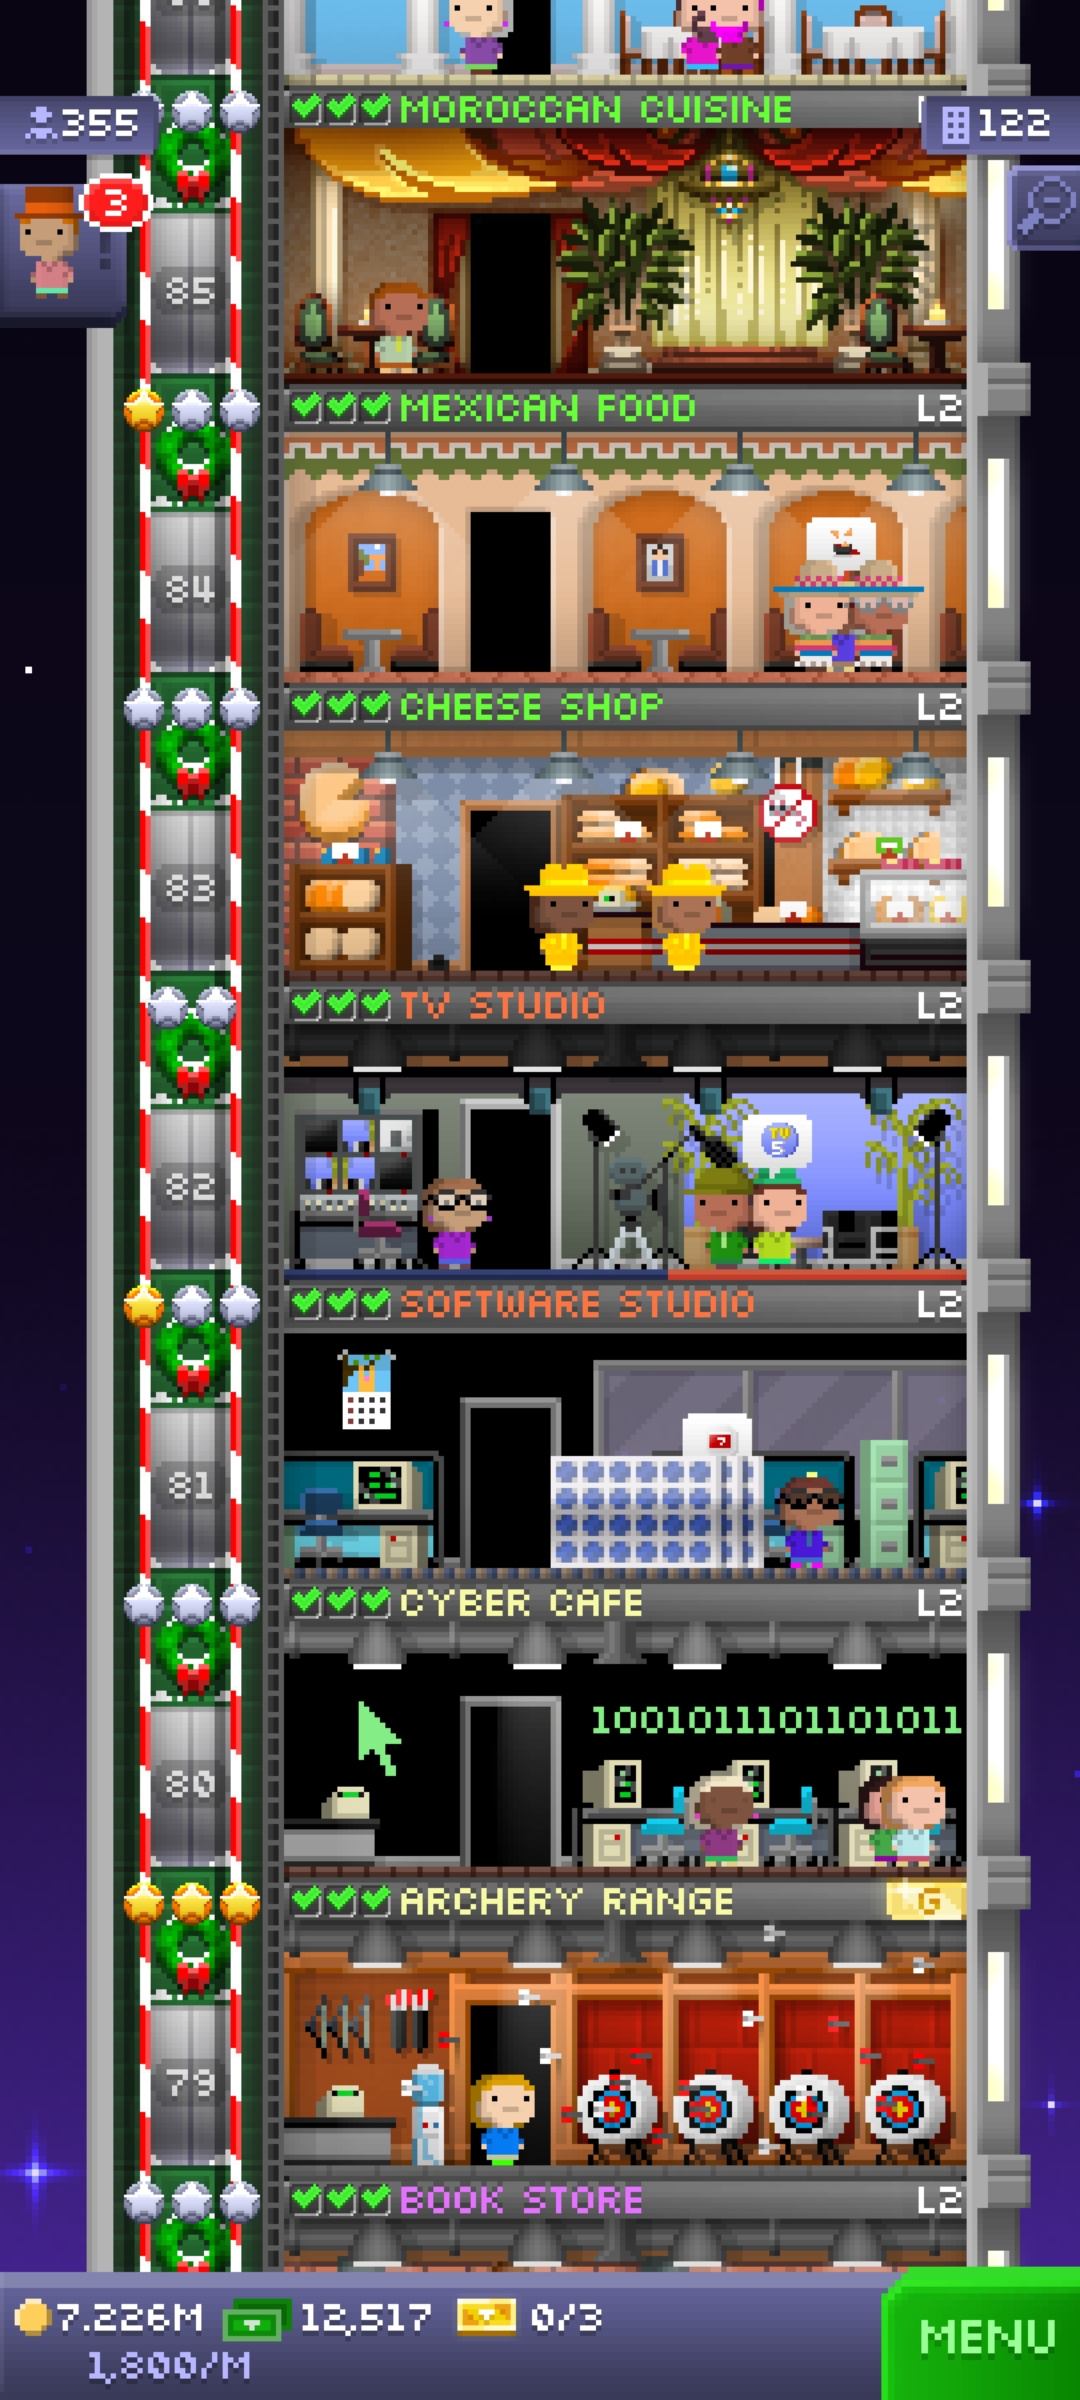 MOROCCAN CUISINE
355
122
3
85
MEXICAN FOOD L2
84
CHEESE SHOP L2
83
TV STUDIO L2
TV 5
82
SOFTWARE STUDIO L2
?
81
CYBER CAFE L2
1001011101101011
80
ARCHERY RANGE G
79
BOOK STORE L2
7.226M 12,517 0/3
1,800/M
MENU